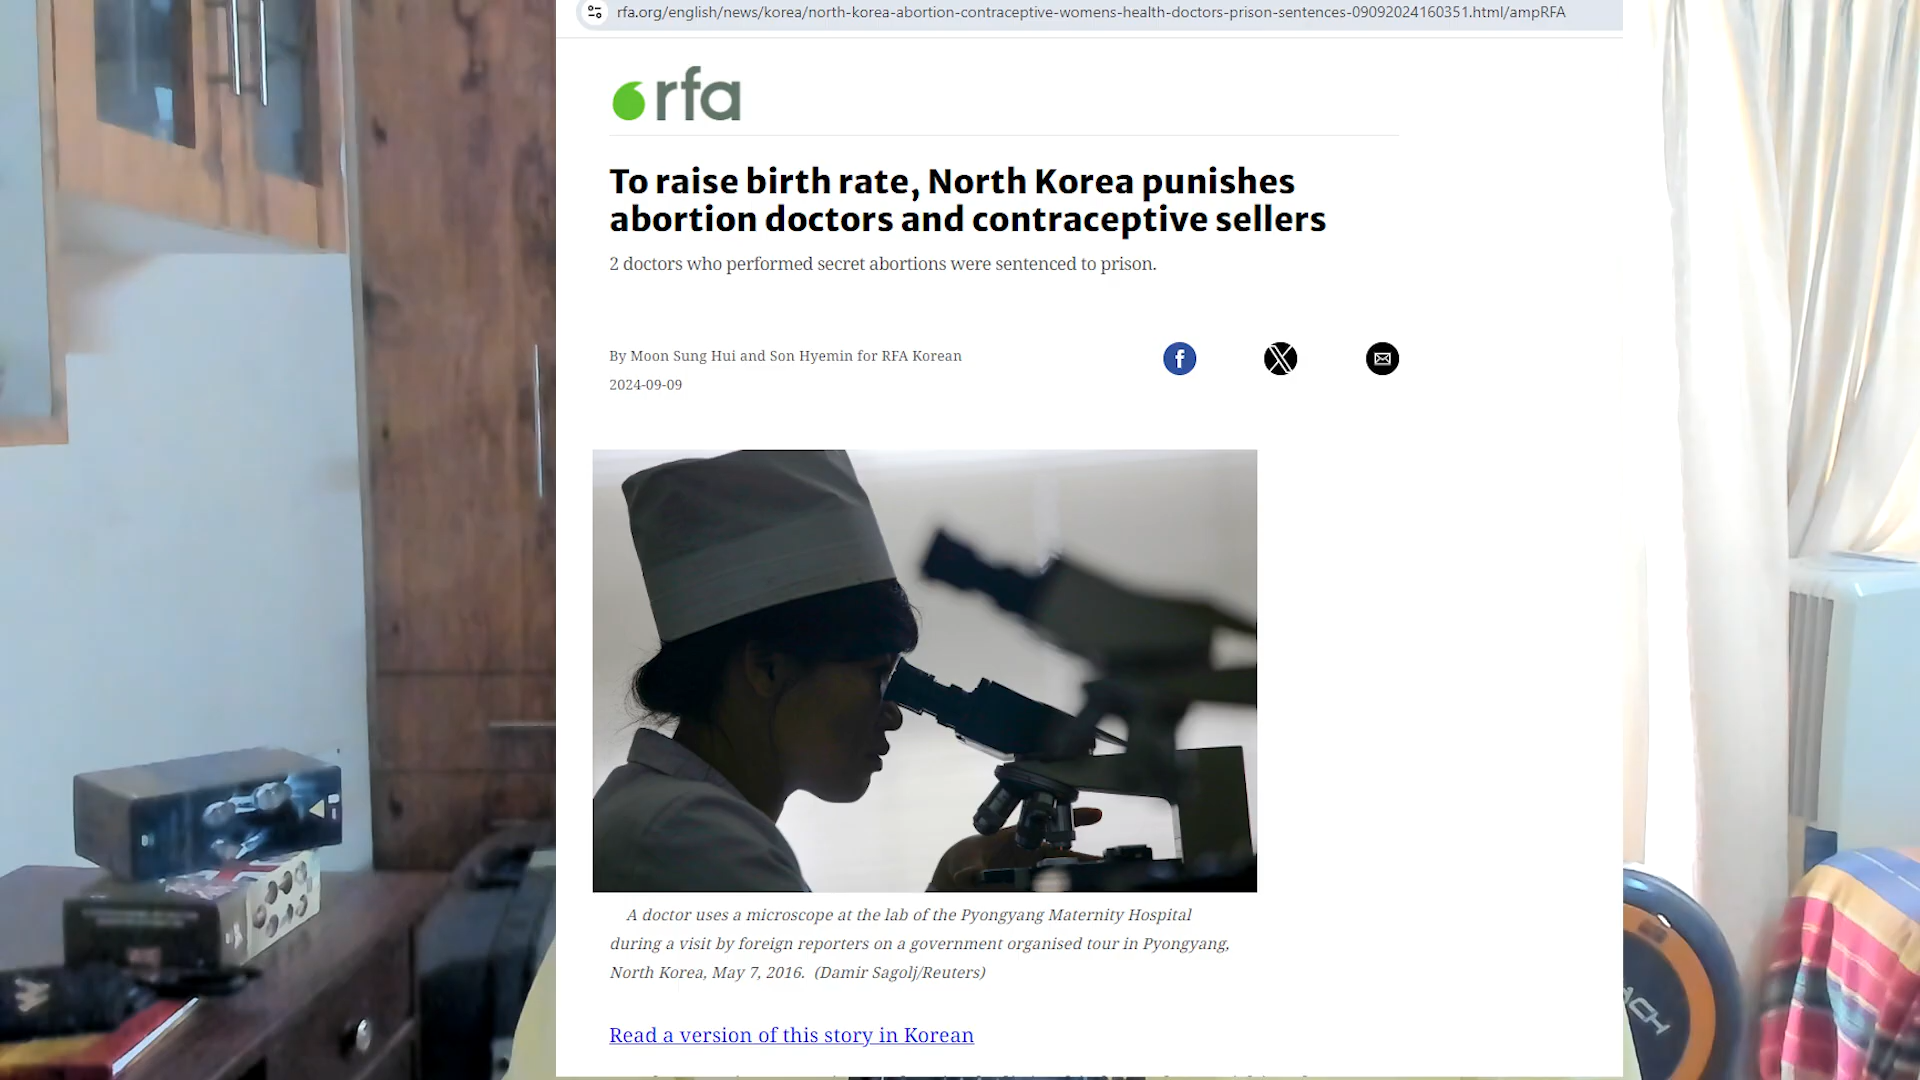 rfa.org/english/news/korea/north-korea-abortion-contraceptive-womens-health-doctors-prison-sentences-09092024160351.html/ampRFA
rfa
To raise birth rate, North Korea punishes
abortion doctors and contraceptive sellers
2 doctors who performed secret abortions were sentenced to prison.
By Moon Sung Hui and Son Hyemin for RFA Korean
2024-09-09
A doctor uses a microscope at the lab of the Pyongyang Maternity Hospital
during a visit by foreign reporters on a government organised tour in Pyongyang,
North Korea, May 7, 2016. (Damir Sagolj/Reuters)
Read a version of this story in Korean